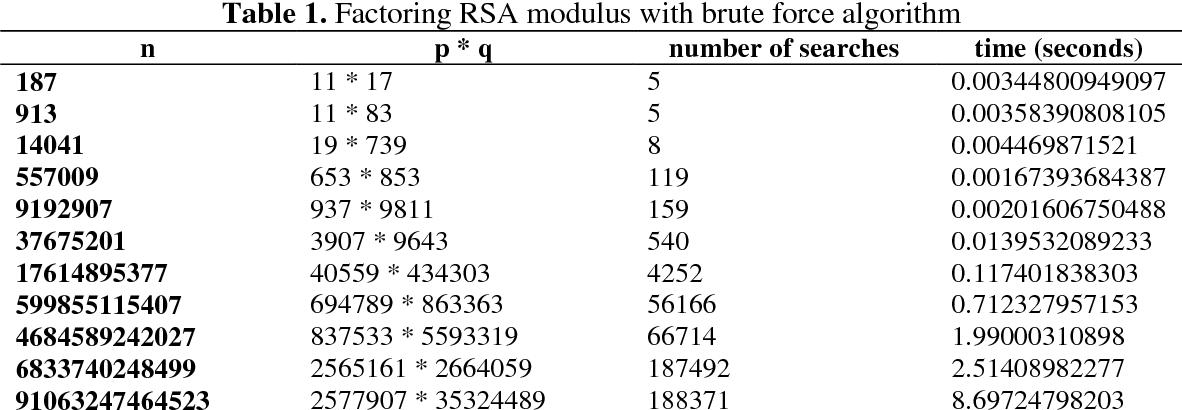 Table 1. Factoring RSA modulus with brute force algorithm
n p * q number of searches time (seconds)
187 11 * 17 5 0.00344800949097
913 11 * 83 5 0.00358390808105
14041 19 * 739 8 0.004469871521
557009 653 * 853 119 0.00167393684387
9192907 937 * 9811 159 0.00201606750488
37675201 3907 * 9643 540 0.0139532089233
17614895377 40559 * 434303 4252 0.117401838303
599855115407 694789 * 863363 56166 0.712327957153
4684589242027 837533 * 5593319 66714 1.99000310898
6833740248499 2565161 * 2664059 187492 2.51408982277
91063247464523 2577907 * 35324489 188371 8.69724798203